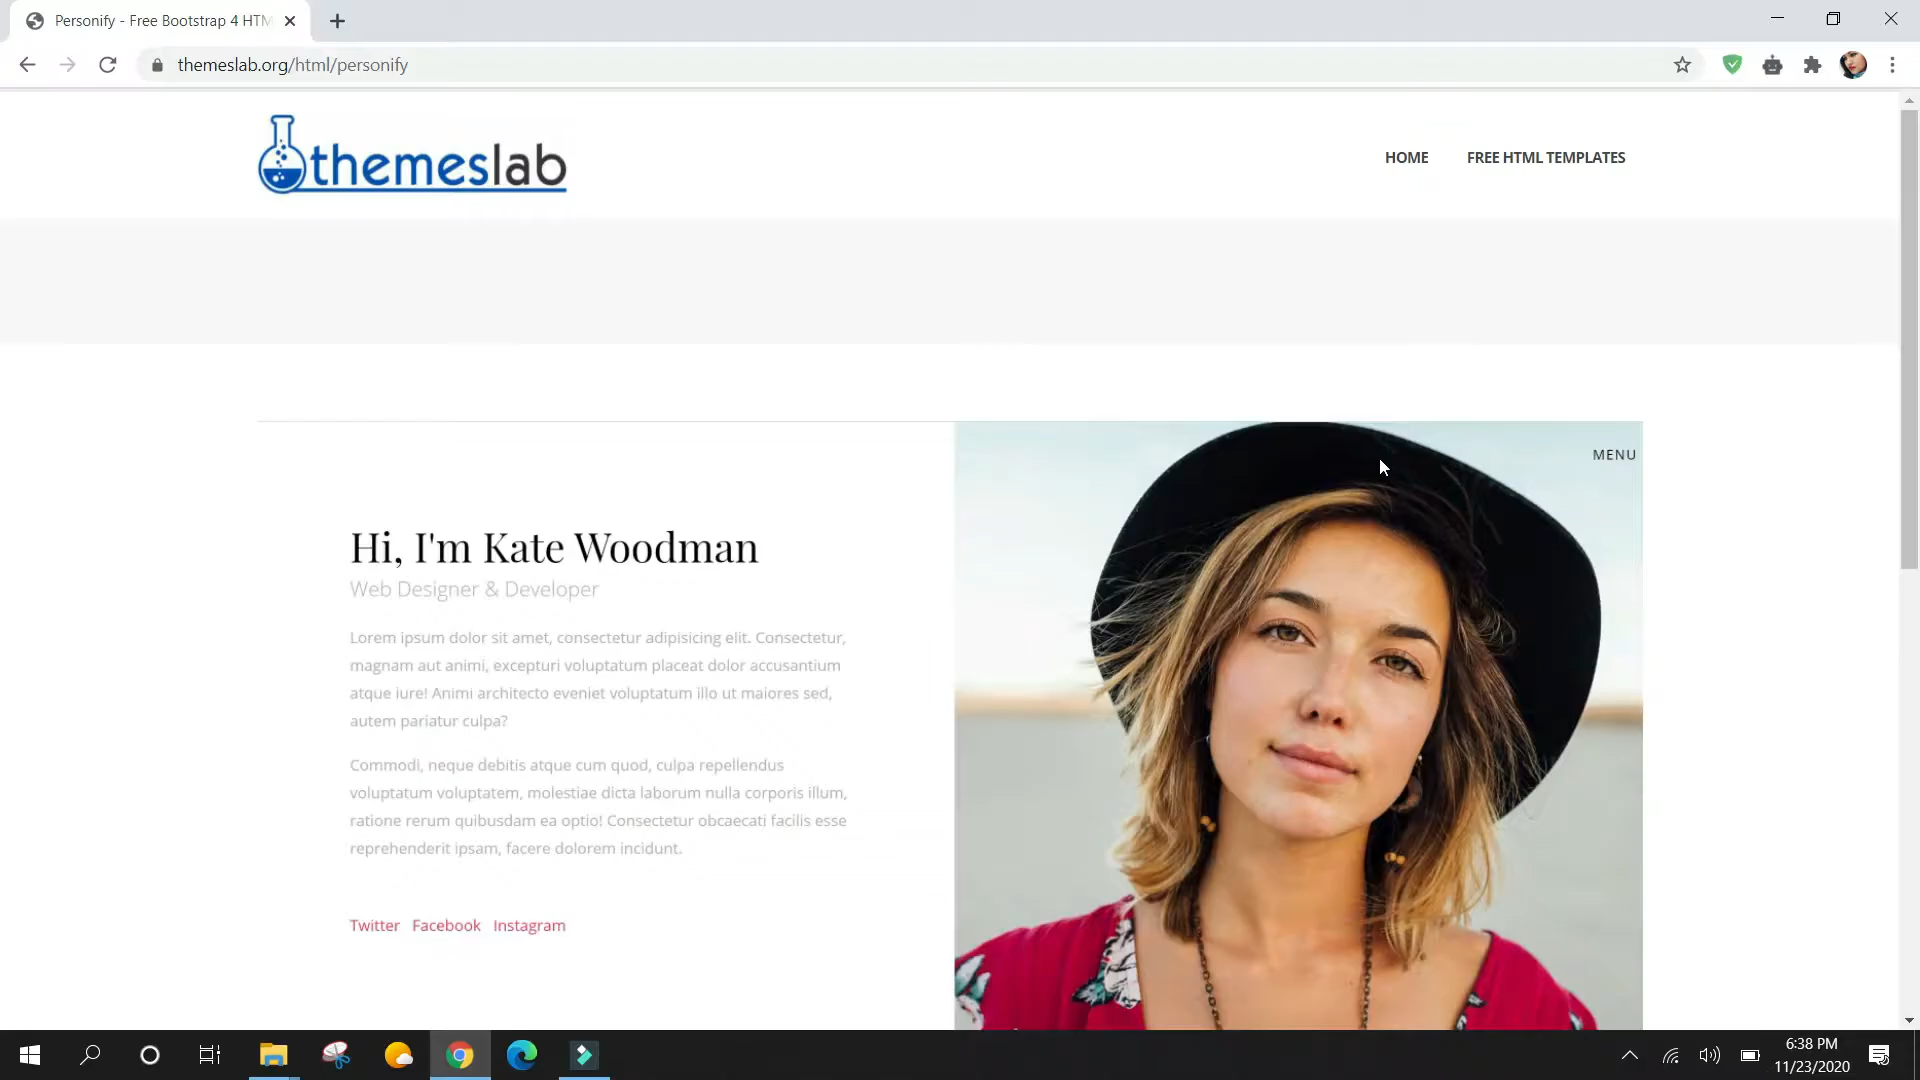 Personify - Free Bootstrap 4 HTM
themeslab.org/html/personify
themeslab
HOME FREE HTML TEMPLATES
MENU
Hi, I'm Kate Woodman
Web Designer & Developer
Lorem ipsum dolor sit amet, consectetur adipisicing elit. Consectetur,
magnam aut animi, excepturi voluptatum placeat dolor accusantium
atque iure! Animi architecto eveniet voluptatum illo ut maiores sed,
autem pariatur culpa?
Commodi, neque debitis atque cum quod, culpa repellendus
voluptatum voluptatem, molestiae dicta laborum nulla corporis illum,
ratione rerum quibusdam ea optio! Consectetur obcaecati facilis esse
reprehenderit ipsam, facere dolorem incidunt.
Twitter Facebook Instagram
6:38 PM
11/23/2020